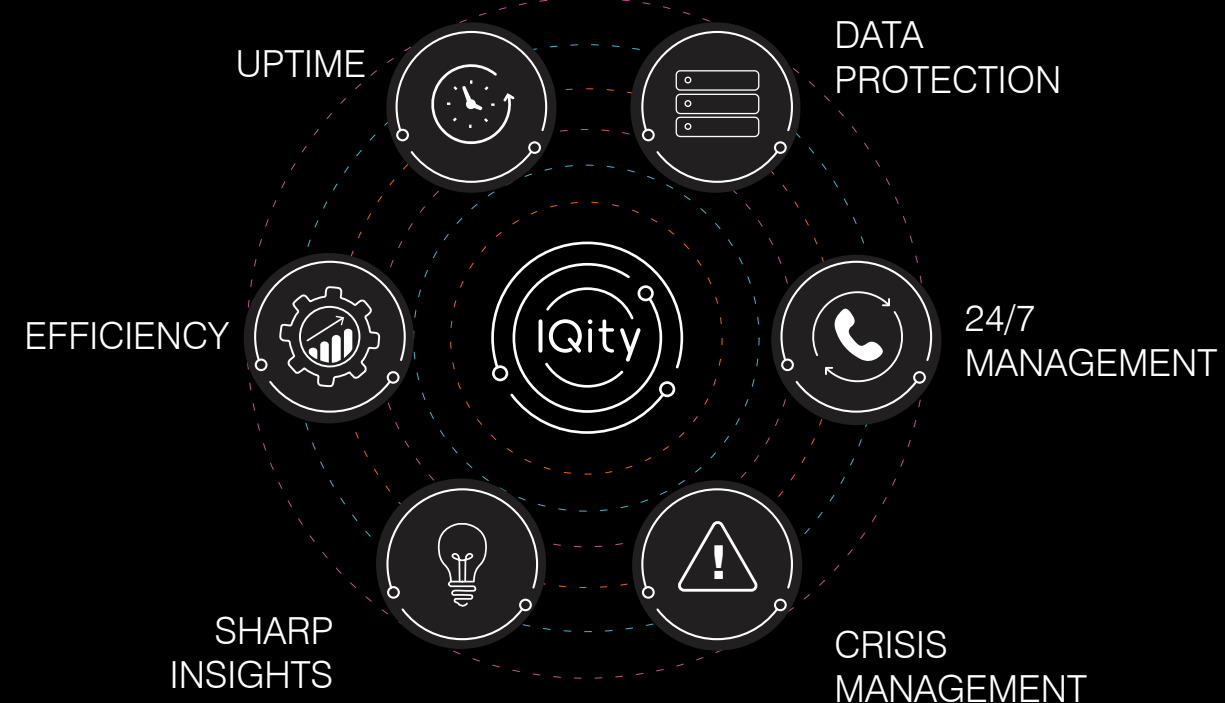 UPTIME
DATA
PROTECTION
EFFICIENCY
IQity
24/7
MANAGEMENT
SHARP
INSIGHTS
CRISIS
MANAGEMENT